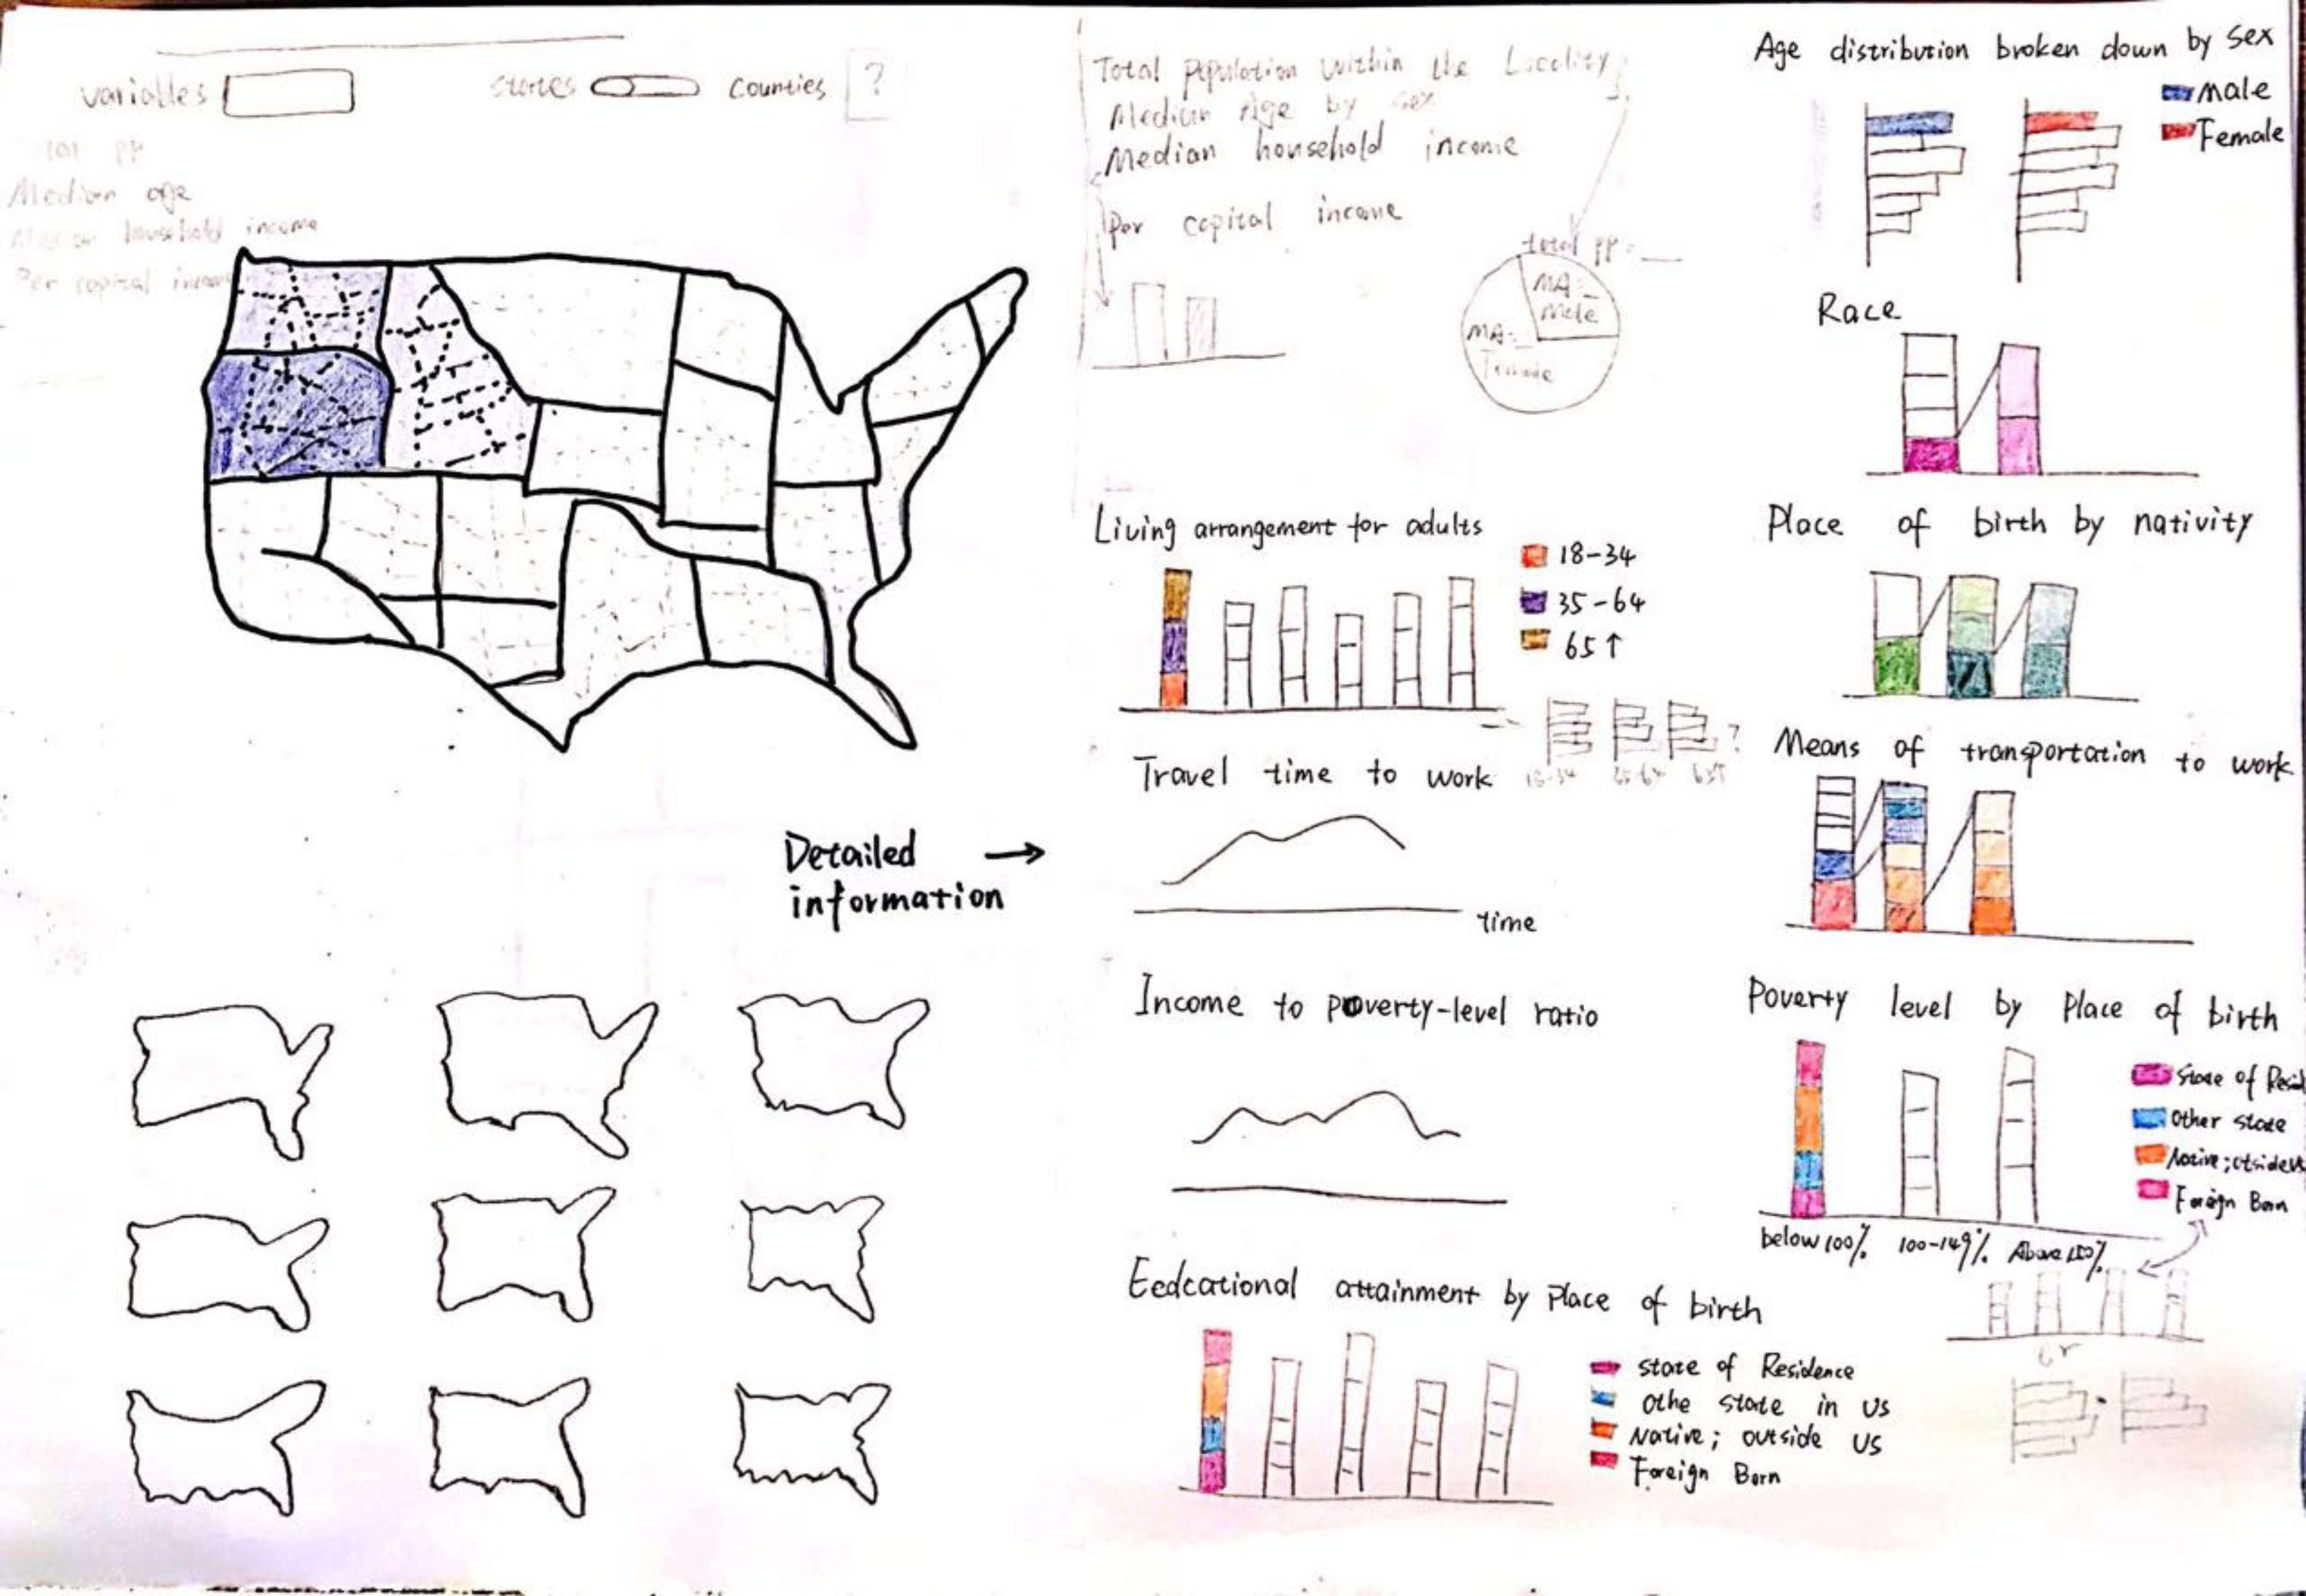 variables
states
counties
?
tot pp
Median age
Median household income
Per capital income
Total Population within the Locality
Median Age by sex
Median household income
Per capital income
total pp = __
MA: _
Male
MA: _
Female
Living arrangement for adults
18-34
35-64
65↑
?
18-34
35-64
65↑
Travel time to work
time
Detailed →
information
Income to poverty-level ratio
Eedcational attainment by Place of birth
State of Residence
Othe state in US
Native; outside US
Foreign Born
Age distribution broken down by Sex
Male
Female
Race
Place of birth by nativity
Means of transportation to work
Poverty level by Place of birth
State of Resid
Other state
Native; utside US
Foreign Born
below 100% 100-149% Above 150%
or